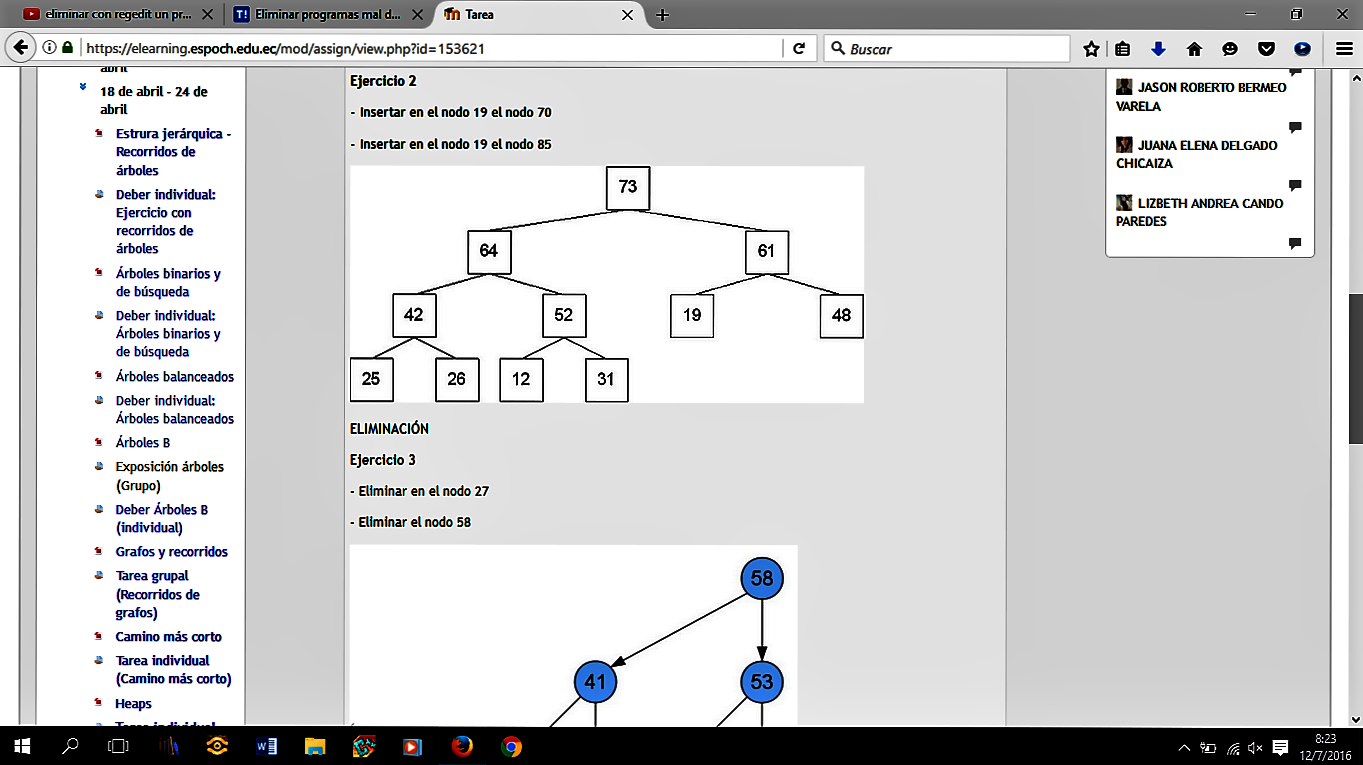 eliminar con regedit un pr...
Eliminar programas mal d...
Tarea
https://elearning.espoch.edu.ec/mod/assign/view.php?id=153621
Buscar
abril
18 de abril - 24 de
abril
Estrura jerárquica -
Recorridos de
árboles
Deber individual:
Ejercicio con
recorridos de
árboles
Árboles binarios y
de búsqueda
Deber individual:
Árboles binarios y
de búsqueda
Árboles balanceados
Deber individual:
Árboles balanceados
Árboles B
Exposición árboles
(Grupo)
Deber Árboles B
(individual)
Grafos y recorridos
Tarea grupal
(Recorridos de
grafos)
Camino más corto
Tarea individual
(Camino más corto)
Heaps
Tarea individual
Ejercicio 2
- Insertar en el nodo 19 el nodo 70
- Insertar en el nodo 19 el nodo 85
73
64 61
42 52 19 48
25 26 12 31
ELIMINACIÓN
Ejercicio 3
- Eliminar en el nodo 27
- Eliminar el nodo 58
58
41 53
JASON ROBERTO BERMEO
VARELA
JUANA ELENA DELGADO
CHICAIZA
LIZBETH ANDREA CANDO
PAREDES
8:23
12/7/2016